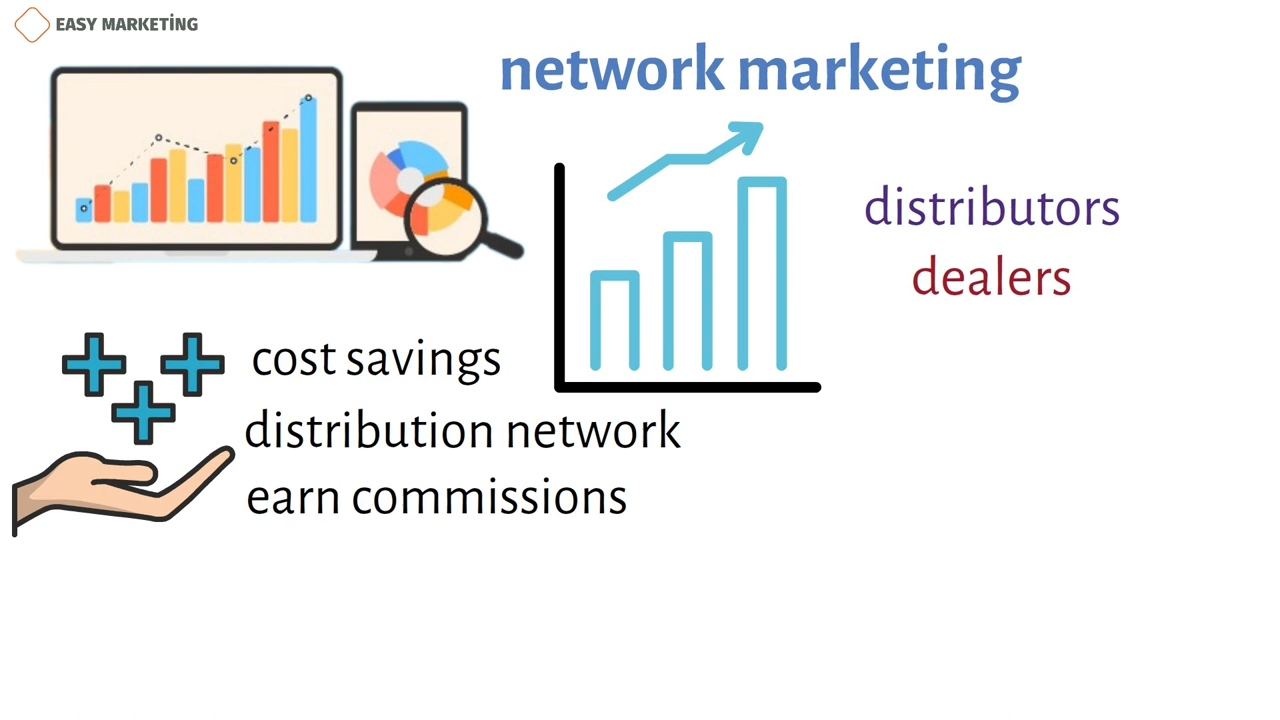 EASY MARKETİNG
network marketing
distributors
dealers
cost savings
distribution network
earn commissions